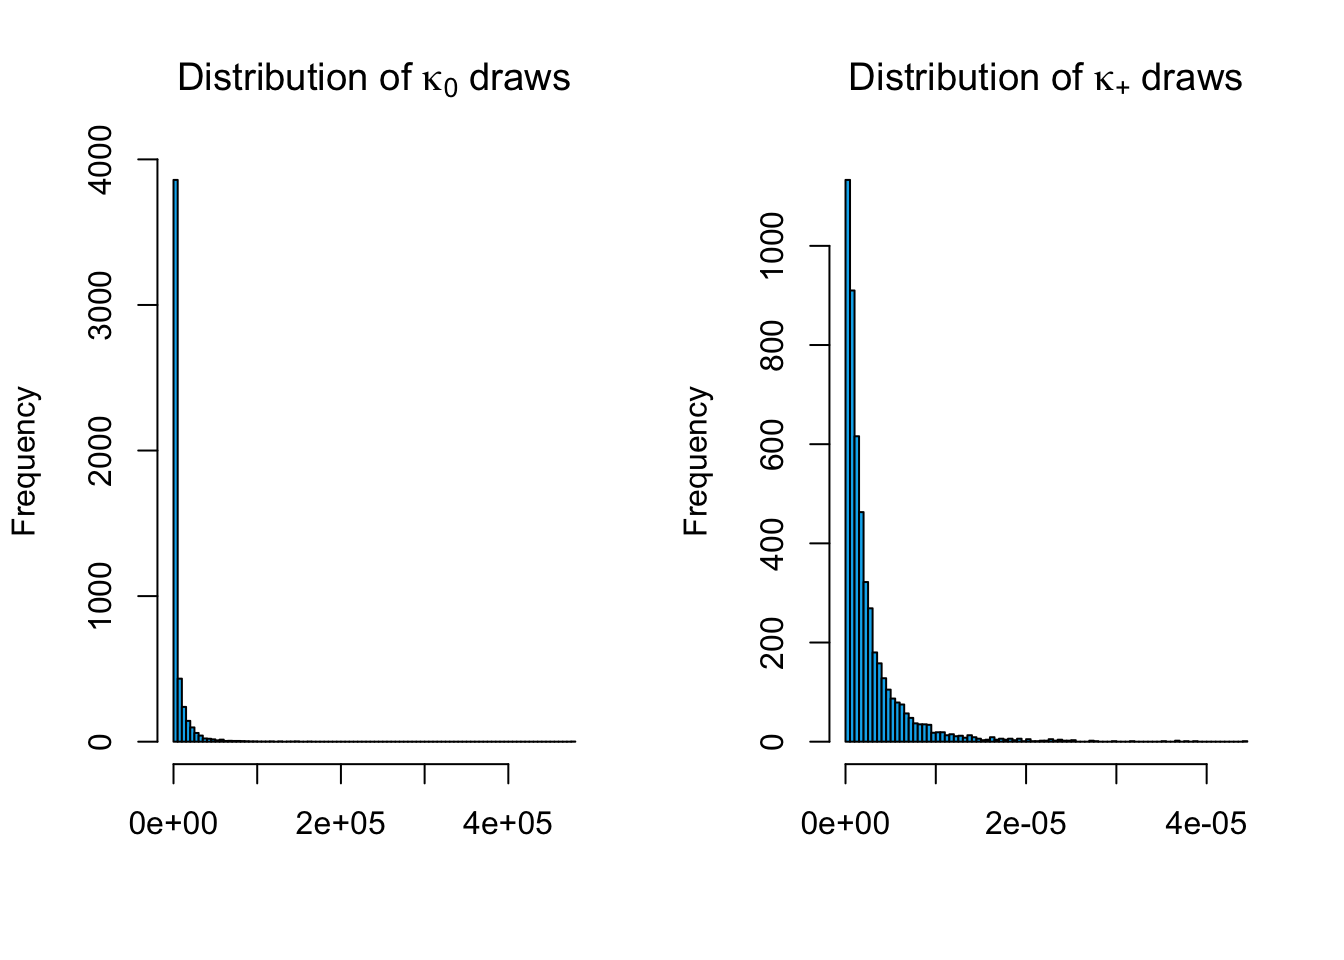 Distribution of κ₀ draws
Frequency
4000
3000
2000
1000
0
0e+00 2e+05 4e+05
Distribution of κ₊ draws
Frequency
1000
800
600
400
200
0
0e+00 2e-05 4e-05